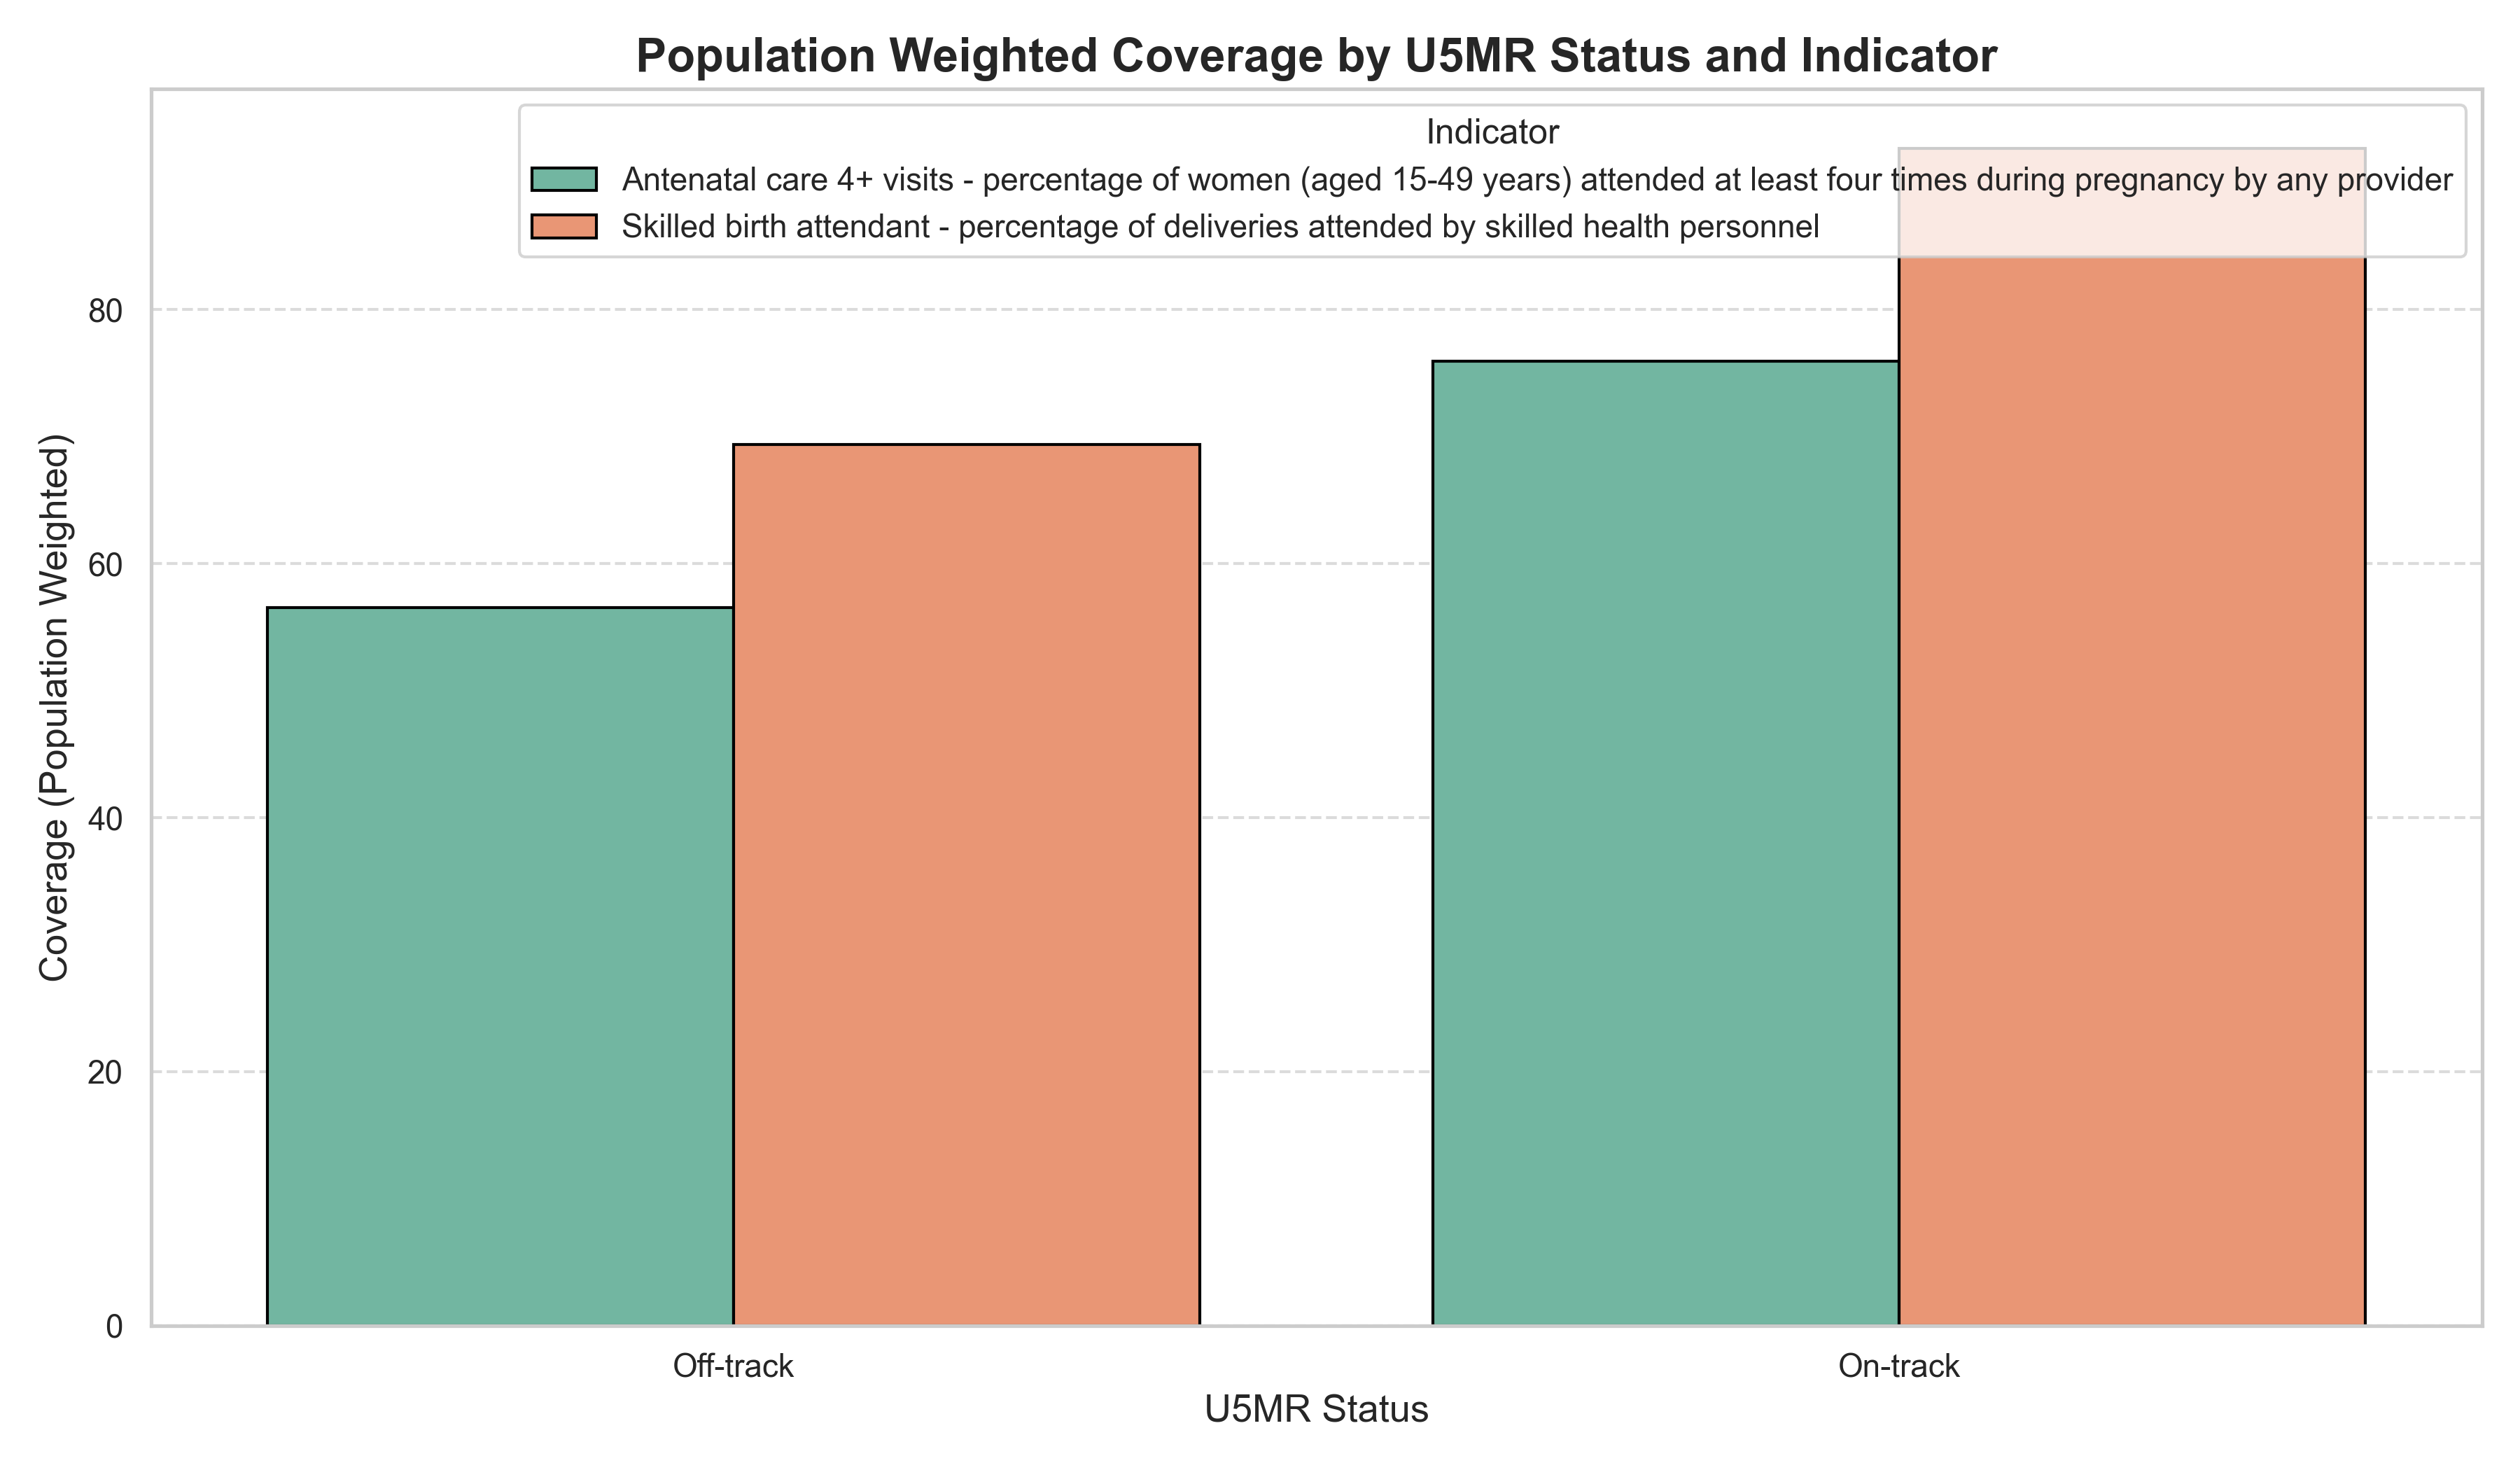 Population Weighted Coverage by U5MR Status and Indicator
Indicator
Antenatal care 4+ visits - percentage of women (aged 15-49 years) attended at least four times during pregnancy by any provider
Skilled birth attendant - percentage of deliveries attended by skilled health personnel
Coverage (Population Weighted)
80
60
40
20
0
Off-track
On-track
U5MR Status